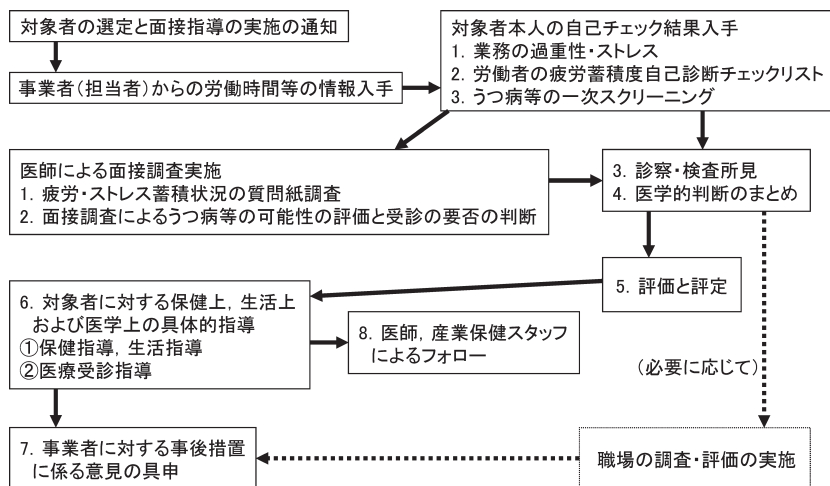 対象者の選定と面接指導の実施の通知
事業者(担当者)からの労働時間等の情報入手
対象者本人の自己チェック結果入手
1. 業務の過重性・ストレス
2. 労働者の疲労蓄積度自己診断チェックリスト
3. うつ病等の一次スクリーニング
医師による面接調査実施
1. 疲労・ストレス蓄積状況の質問紙調査
2. 面接調査によるうつ病等の可能性の評価と受診の要否の判断
3. 診察・検査所見
4. 医学的判断のまとめ
5. 評価と評定
6. 対象者に対する保健上, 生活上
および医学上の具体的指導
①保健指導, 生活指導
②医療受診指導
8. 医師, 産業保健スタッフ
によるフォロー
(必要に応じて)
7. 事業者に対する事後措置
に係る意見の具申
職場の調査・評価の実施